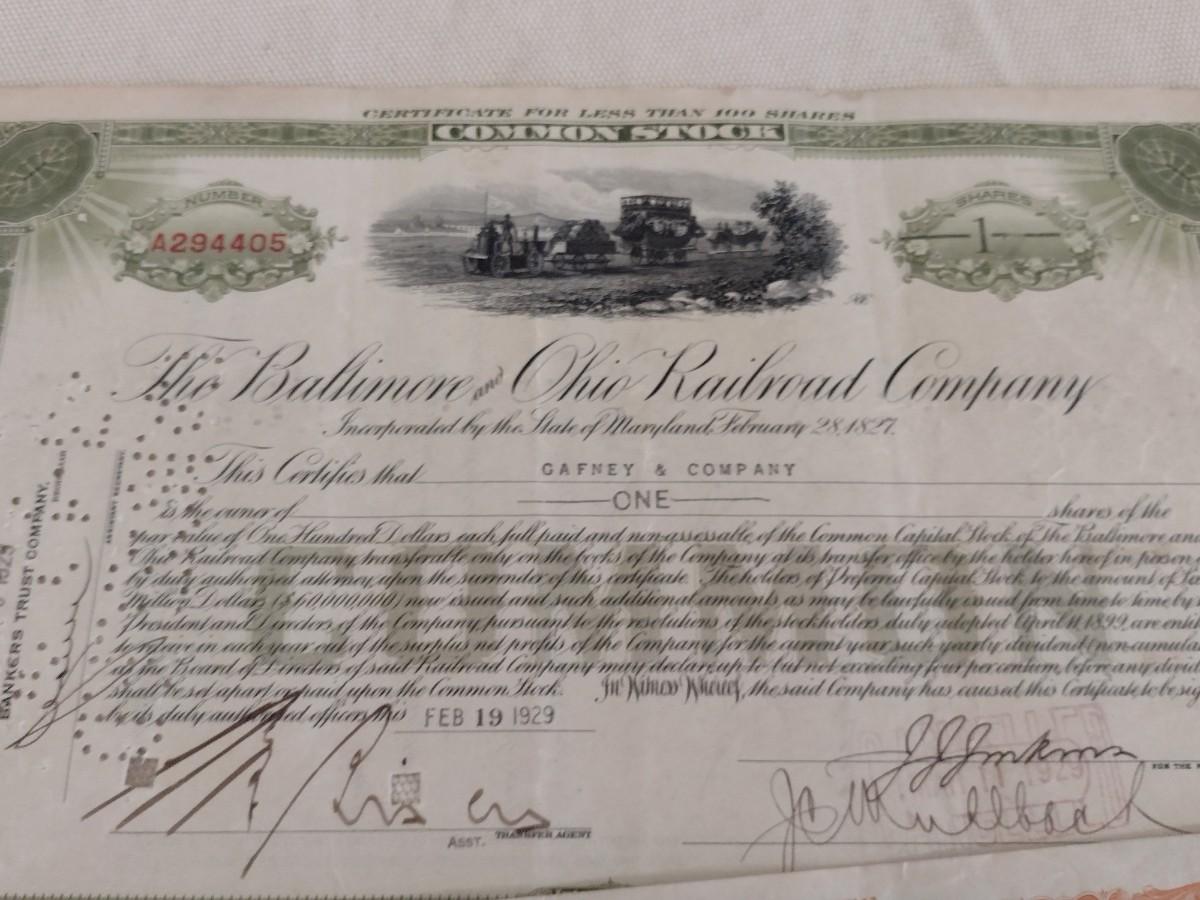 CERTIFICATE FOR LESS THAN 100 SHARES
COMMON STOCK
NUMBER
A294405
SHARES
1
The Baltimore and Ohio Railroad Company
Incorporated by the State of Maryland, February 28, 1827.
This Certifies that GAFNEY & COMPANY
is the owner of ONE shares of the
par value of One Hundred Dollars each, full paid and non-assessable, of the Common Capital Stock of The Baltimore and
Ohio Railroad Company, transferable only on the books of the Company at its transfer office by the holder hereof in person
by duly authorized attorney, upon the surrender of this certificate. The holders of Preferred Capital Stock to the amount of
Million Dollars ($60,000,000) now issued and such additional amounts as may be lawfully issued from time to time by
President and Directors of the Company, pursuant to the resolutions of the stockholders, duly adopted April 11, 1899, are
to receive in each year out of the surplus net profits of the Company for the current year such yearly dividend (non
as the Board of Directors of said Railroad Company may declare, up to but not exceeding four per centum, before any
shall be set apart or paid upon the Common Stock. In Witness Whereof, the said Company has caused this Certificate to be
by its duly authorized officers, this FEB 19 1929
COMMON
ASST. TRANSFER AGENT
FOR THE
BANKERS TRUST COMPANY,
REGISTRAR
ASSISTANT SECRETARY
1929